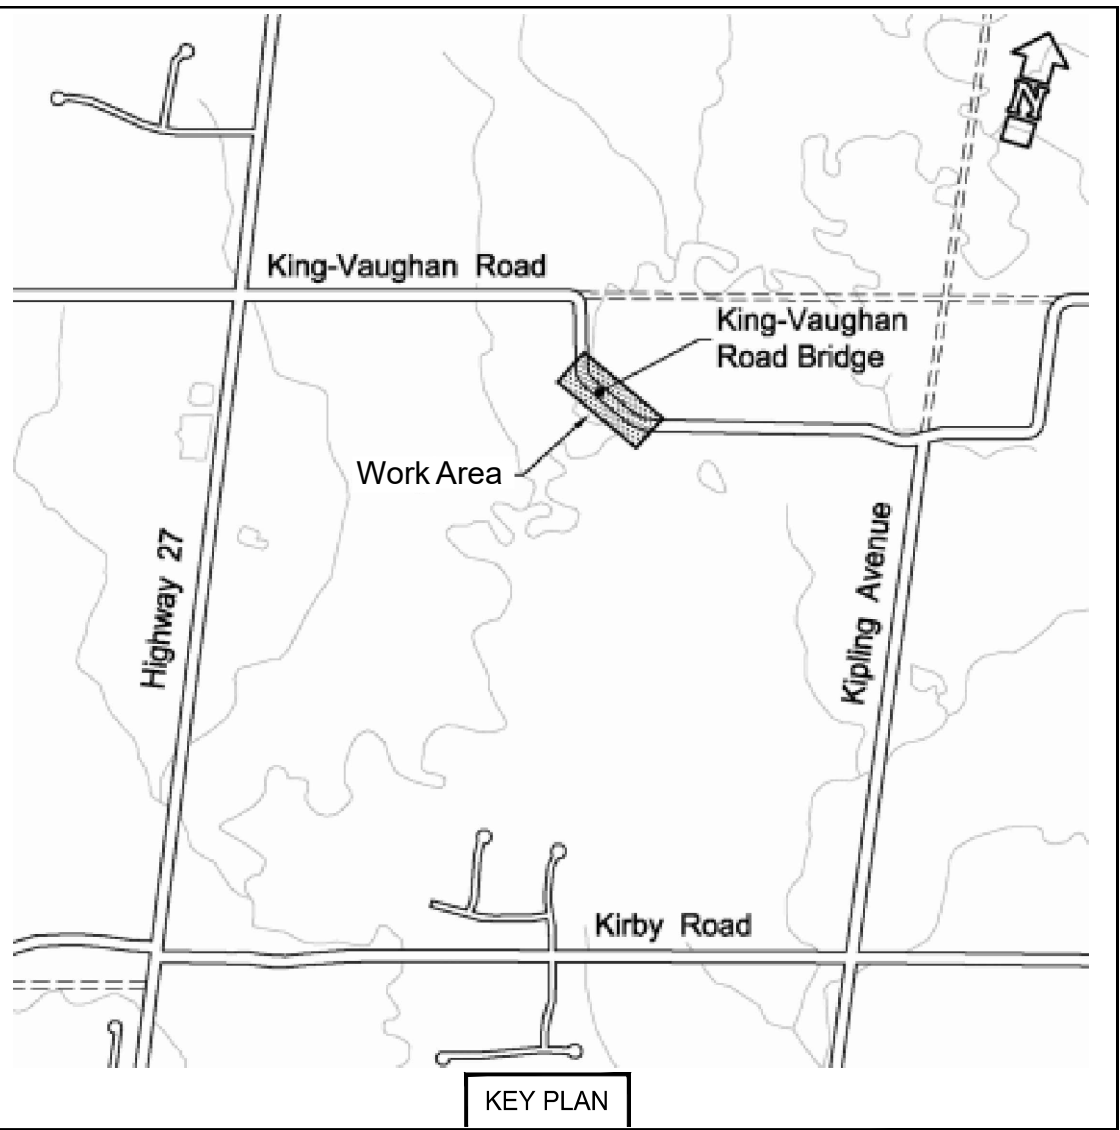 N
King-Vaughan Road
King-Vaughan
Road Bridge
Work Area
Highway 27
Kipling Avenue
Kirby Road
KEY PLAN